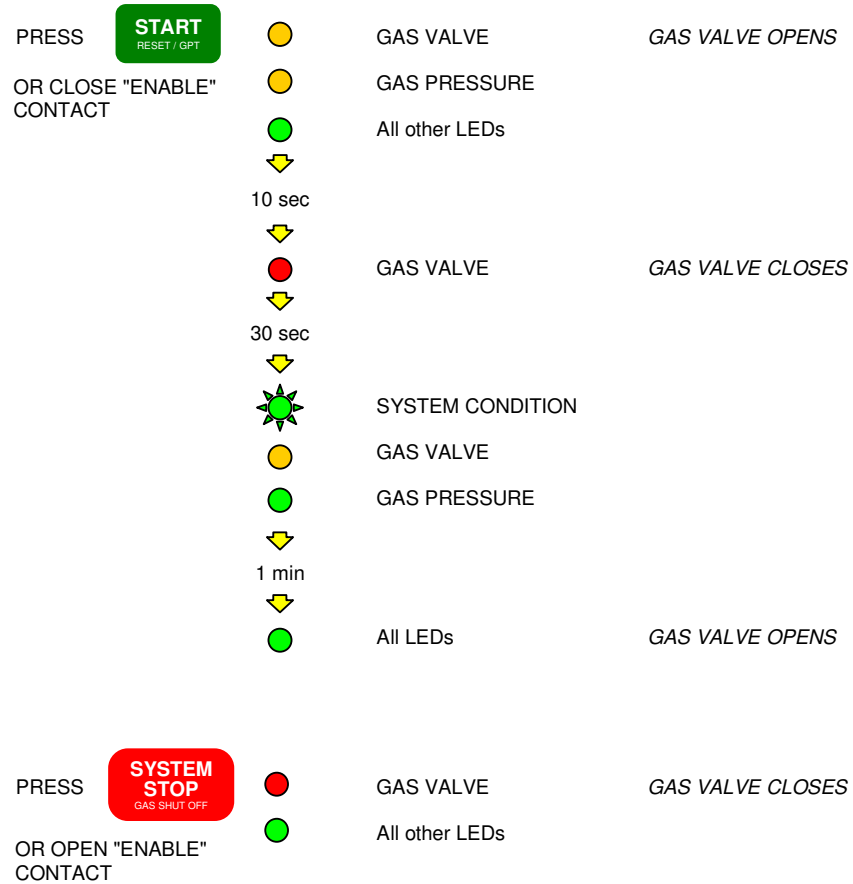 PRESS
START
RESET / GPT
GAS VALVE
GAS VALVE OPENS
OR CLOSE "ENABLE"
CONTACT
GAS PRESSURE
All other LEDs
10 sec
GAS VALVE
GAS VALVE CLOSES
30 sec
SYSTEM CONDITION
GAS VALVE
GAS PRESSURE
1 min
All LEDs
GAS VALVE OPENS
PRESS
SYSTEM
STOP
GAS SHUT OFF
GAS VALVE
GAS VALVE CLOSES
OR OPEN "ENABLE"
CONTACT
All other LEDs